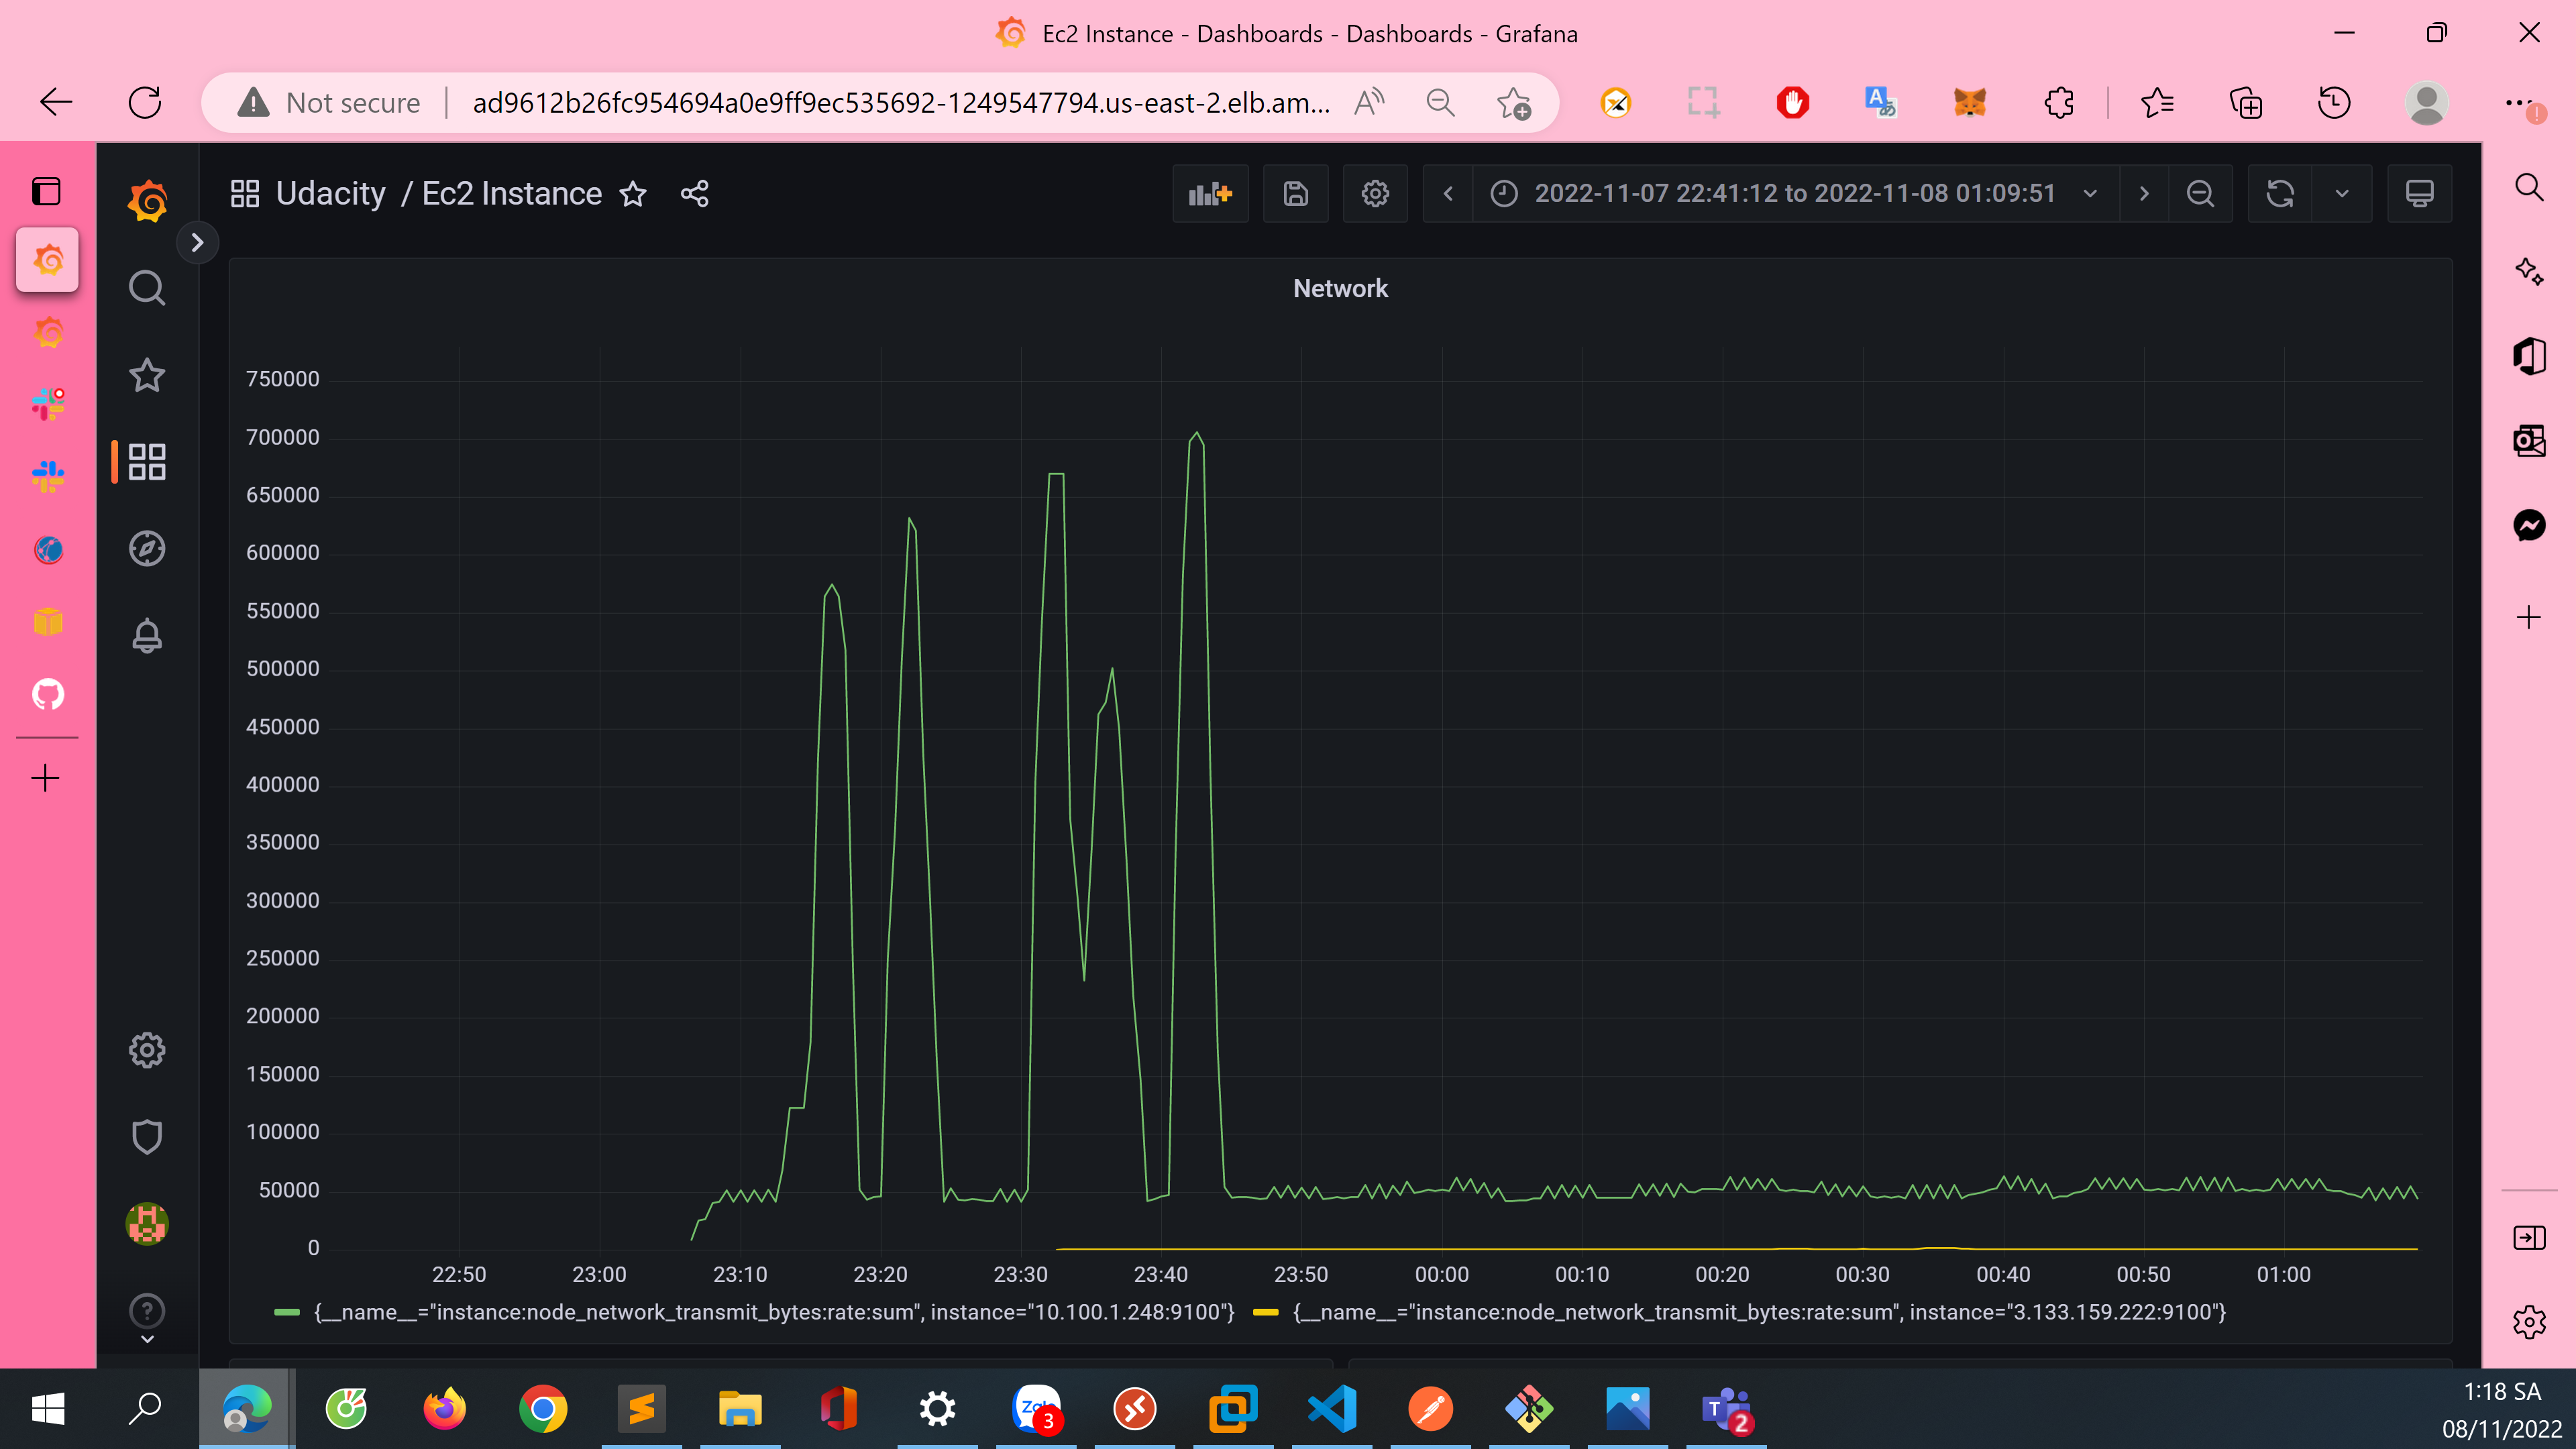 Ec2 Instance - Dashboards - Dashboards - Grafana
Not secure
ad9612b26fc954694a0e9ff9ec535692-1249547794.us-east-2.elb.am...
Udacity / Ec2 Instance
2022-11-07 22:41:12 to 2022-11-08 01:09:51
Network
750000
700000
650000
600000
550000
500000
450000
400000
350000
300000
250000
200000
150000
100000
50000
0
22:50 23:00 23:10 23:20 23:30 23:40 23:50 00:00 00:10 00:20 00:30 00:40 00:50 01:00
{__name__="instance:node_network_transmit_bytes:rate:sum", instance="10.100.1.248:9100"} {__name__="instance:node_network_transmit_bytes:rate:sum", instance="3.133.159.222:9100"}
3
2
1:18 SA
08/11/2022